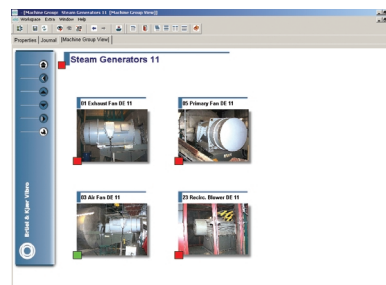 [Machine Group: Steam Generators 11 [Machine Group View]]
Workspace Extra Window Help
Properties Journal [Machine Group View]
Steam Generators 11
01 Exhaust Fan DE 11
05 Primary Fan DE 11
03 Air Fan DE 11
23 Recirc. Blower DE 11
Brüel & Kjær Vibro